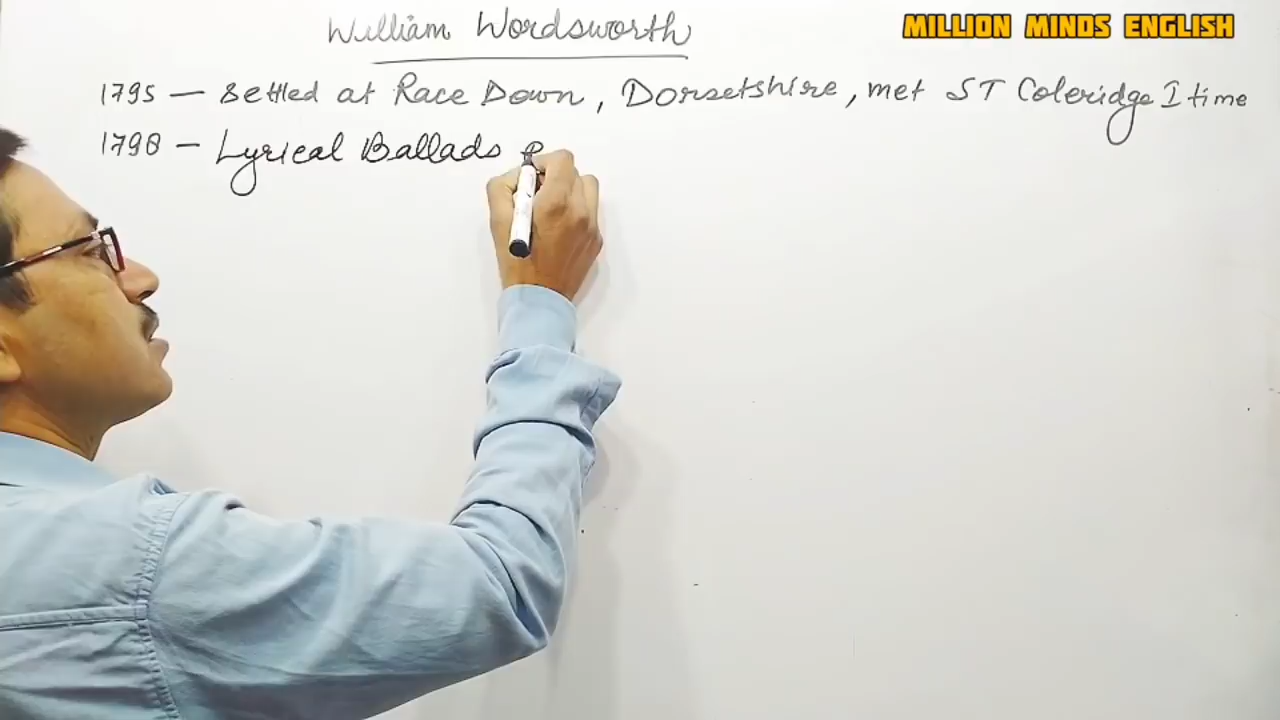 William Wordsworth
MILLION MINDS ENGLISH
1795 — Settled at Race Down, Dorsetshire, met ST Coleridge I time
1798 — Lyrical Ballads